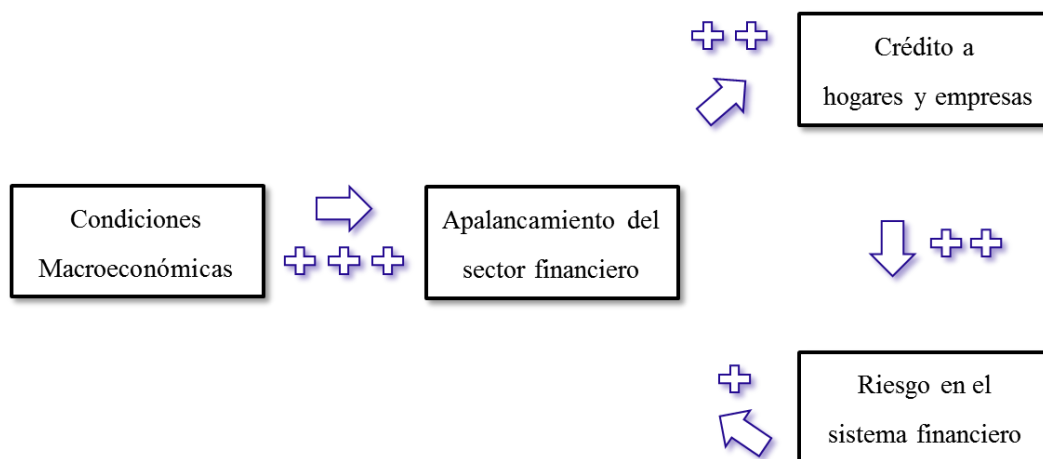 Crédito a
hogares y empresas
Condiciones
Macroeconómicas
Apalancamiento del
sector financiero
Riesgo en el
sistema financiero